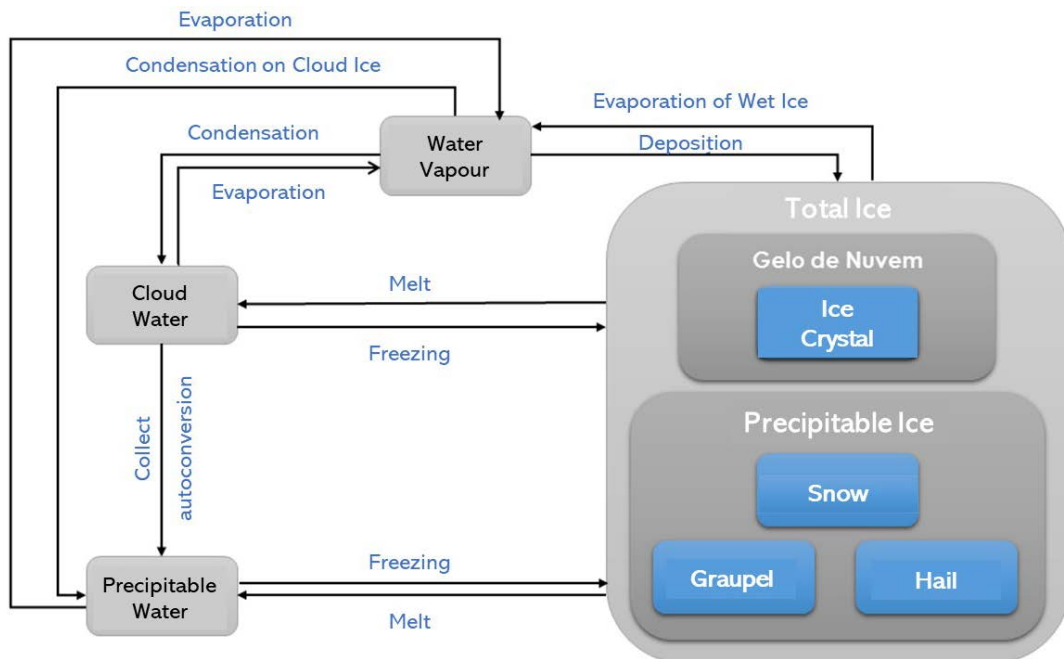 Evaporation
Condensation on Cloud Ice
Evaporation of Wet Ice
Condensation
Water
Vapour
Deposition
Evaporation
Total Ice
Gelo de Nuvem
Ice
Crystal
Cloud
Water
Melt
Freezing
Collect
autoconversion
Precipitable Ice
Snow
Graupel
Hail
Precipitable
Water
Freezing
Melt